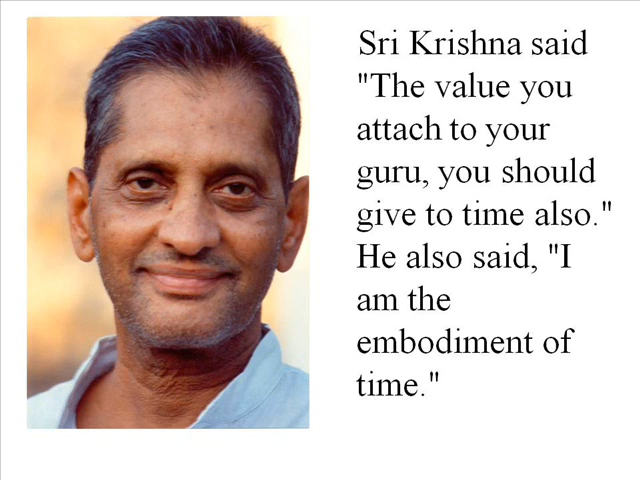 Sri Krishna said
"The value you
attach to your
guru, you should
give to time also."
He also said, "I
am the
embodiment of
time."